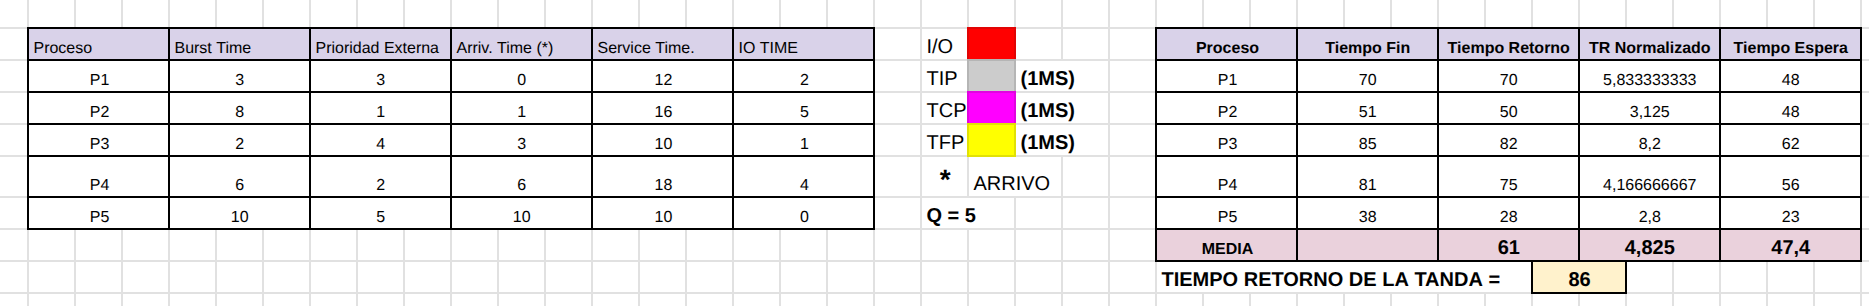 Proceso Burst Time Prioridad Externa Arriv. Time (*) Service Time. IO TIME
P1 3 3 0 12 2
P2 8 1 1 16 5
P3 2 4 3 10 1
P4 6 2 6 18 4
P5 10 5 10 10 0
I/O
TIP (1MS)
TCP (1MS)
TFP (1MS)
* ARRIVO
Q = 5
Proceso Tiempo Fin Tiempo Retorno TR Normalizado Tiempo Espera
P1 70 70 5,833333333 48
P2 51 50 3,125 48
P3 85 82 8,2 62
P4 81 75 4,166666667 56
P5 38 28 2,8 23
MEDIA 61 4,825 47,4
TIEMPO RETORNO DE LA TANDA = 86